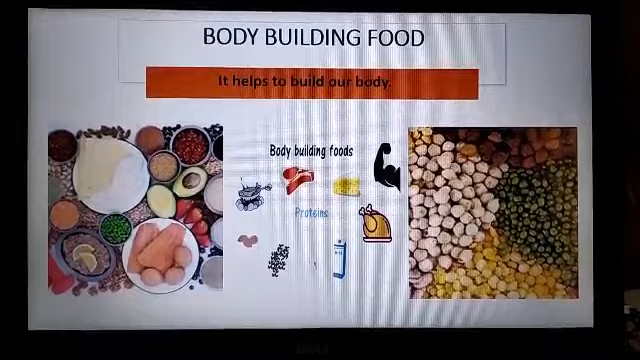 BODY BUILDING FOOD
It helps to build our body.
Body building foods
Proteins